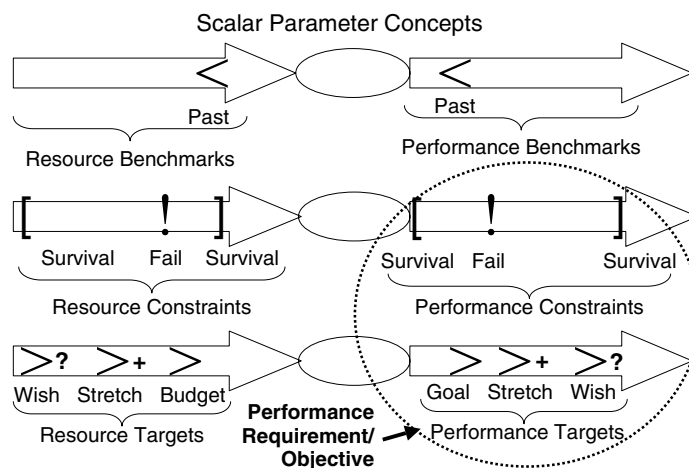 Scalar Parameter Concepts
<
<
Past
Past
Resource Benchmarks
Performance Benchmarks
[ ! ]
[ ! ]
Survival Fail Survival
Survival Fail Survival
Resource Constraints
Performance Constraints
>? >+ >
> >+ >?
Wish Stretch Budget
Goal Stretch Wish
Resource Targets
Performance Targets
Performance
Requirement/
Objective